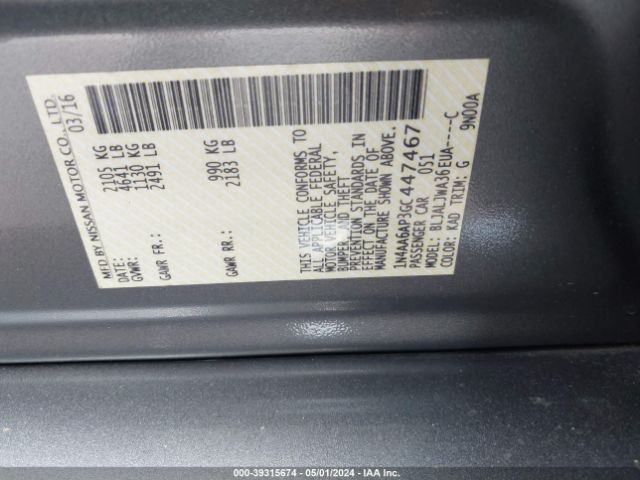 MFD. BY NISSAN MOTOR CO., LTD.
DATE: 03/16
GVWR: 2105 KG
4641 LB
GAWR FR: 1130 KG
2491 LB
GAWR RR: 990 KG
2183 LB
THIS VEHICLE CONFORMS TO
ALL APPLICABLE FEDERAL
MOTOR VEHICLE SAFETY,
BUMPER, AND THEFT
PREVENTION STANDARDS IN
EFFECT ON THE DATE OF
MANUFACTURE SHOWN ABOVE.
1N4AA6AP3GC447467
PASSENGER CAR 051
MODEL: BLJALJWA36EUA----C
COLOR: KAD TRIM: G 9N00A
000-39315674 | 05/01/2024 | IAA Inc.